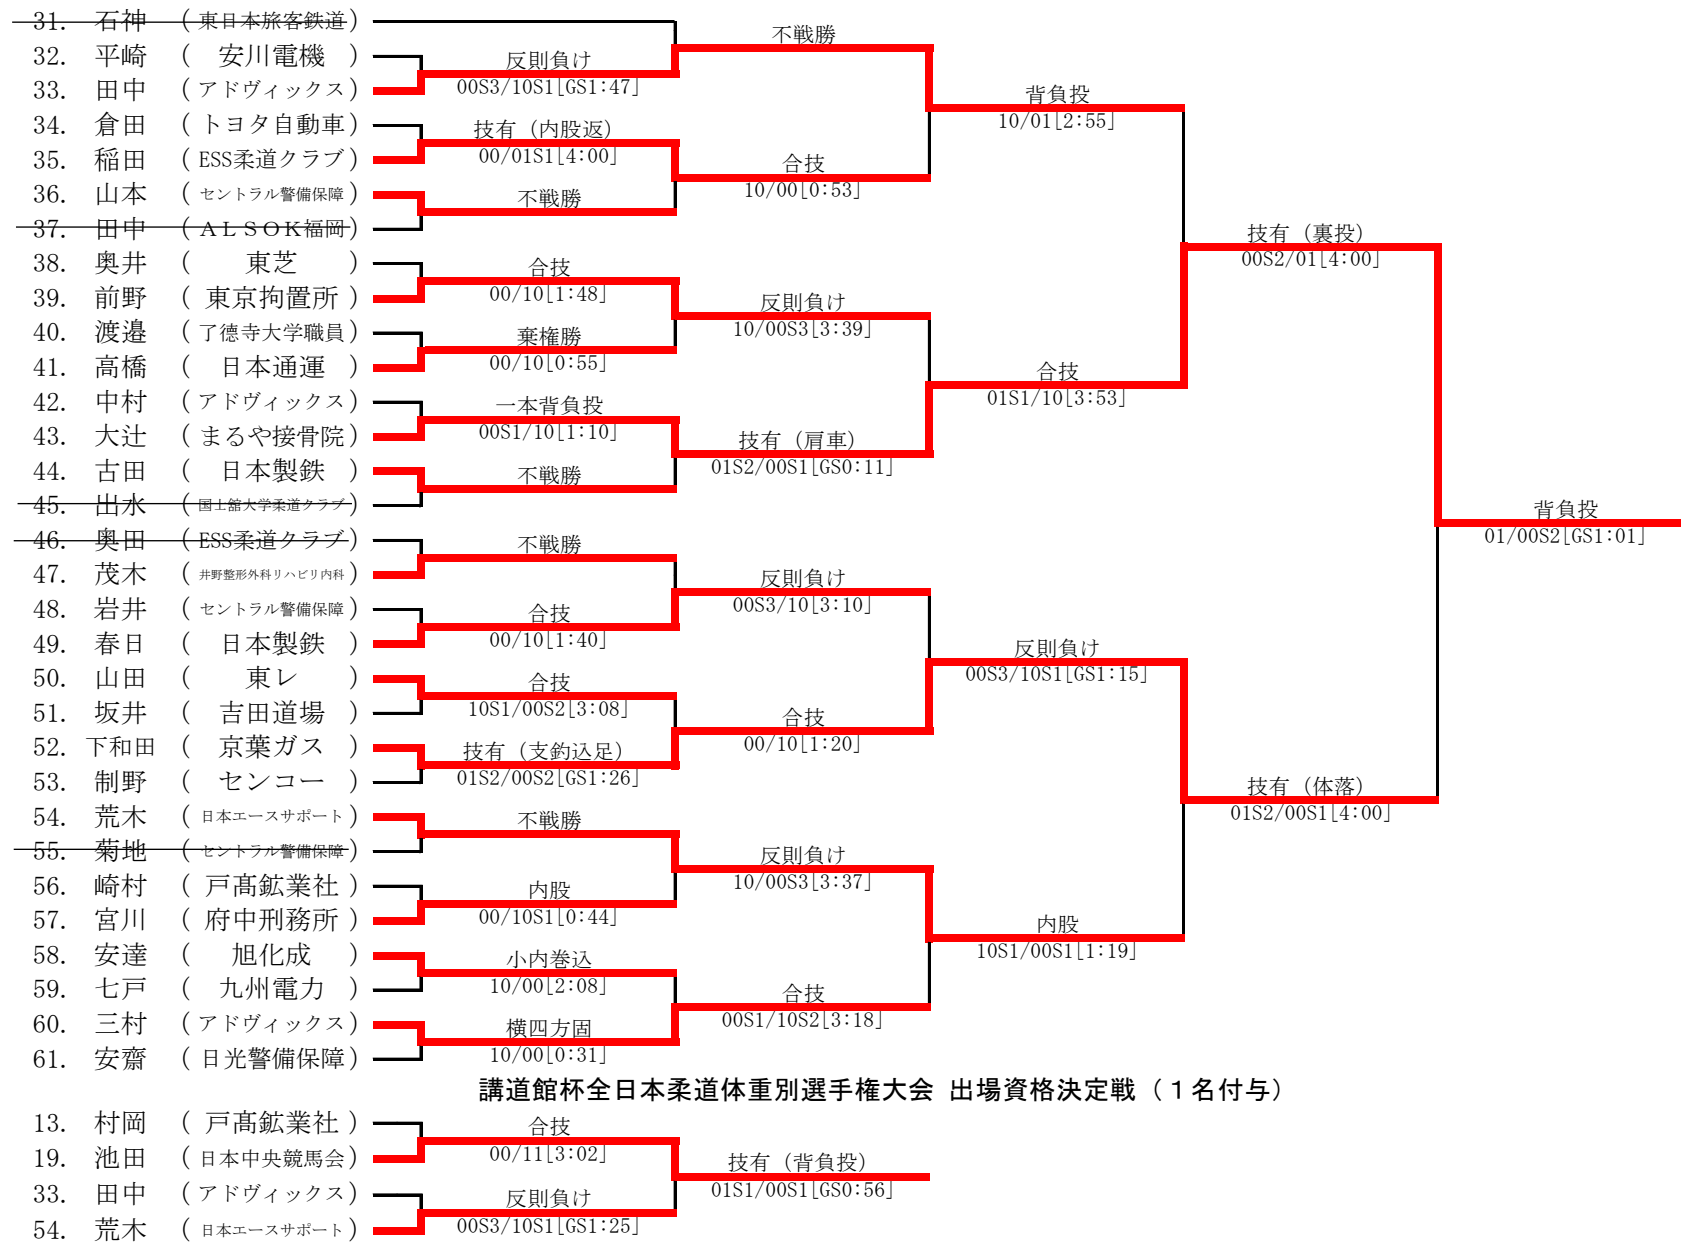 31. 石神 (東日本旅客鉄道)
不戦勝
32. 平崎 ( 安川電機 )
反則負け
00S3/10S1[GS1:47]
33. 田中 (アドヴィックス)
背負投
10/01[2:55]
34. 倉田 (トヨタ自動車)
技有 (内股返)
00/01S1[4:00]
35. 稲田 (ESS柔道クラブ)
合技
10/00[0:53]
36. 山本 (セントラル警備保障)
不戦勝
37. 田中 (ＡＬＳＯＫ福岡)
技有 (裏投)
00S2/01[4:00]
38. 奥井 ( 東芝 )
合技
00/10[1:48]
39. 前野 ( 東京拘置所 )
反則負け
10/00S3[3:39]
40. 渡邉 (了徳寺大学職員)
棄権勝
00/10[0:55]
41. 高橋 ( 日本通運 )
合技
01S1/10[3:53]
42. 中村 (アドヴィックス)
一本背負投
00S1/10[1:10]
43. 大辻 (まるや接骨院)
技有 (肩車)
01S2/00S1[GS0:11]
44. 古田 ( 日本製鉄 )
不戦勝
45. 出水 (国士舘大学柔道クラブ)
背負投
01/00S2[GS1:01]
46. 奥田 (ESS柔道クラブ)
不戦勝
47. 茂木 (井野整形外科リハビリ内科)
反則負け
00S3/10[3:10]
48. 岩井 (セントラル警備保障)
合技
00/10[1:40]
49. 春日 ( 日本製鉄 )
反則負け
00S3/10S1[GS1:15]
50. 山田 ( 東レ )
合技
10S1/00S2[3:08]
51. 坂井 ( 吉田道場 )
合技
00/10[1:20]
52. 下和田 ( 京葉ガス )
技有 (支釣込足)
01S2/00S2[GS1:26]
53. 制野 ( センコー )
技有 (体落)
01S2/00S1[4:00]
54. 荒木 (日本エースサポート)
不戦勝
55. 菊地 (セントラル警備保障)
反則負け
10/00S3[3:37]
56. 崎村 ( 戸髙鉱業社 )
内股
00/10S1[0:44]
57. 宮川 ( 府中刑務所 )
内股
10S1/00S1[1:19]
58. 安達 ( 旭化成 )
小内巻込
10/00[2:08]
59. 七戸 ( 九州電力 )
合技
00S1/10S2[3:18]
60. 三村 (アドヴィックス)
横四方固
10/00[0:31]
61. 安齋 (日光警備保障)
講道館杯全日本柔道体重別選手権大会 出場資格決定戦（１名付与）
13. 村岡 ( 戸髙鉱業社 )
合技
00/11[3:02]
19. 池田 (日本中央競馬会)
技有 (背負投)
01S1/00S1[GS0:56]
33. 田中 (アドヴィックス)
反則負け
00S3/10S1[GS1:25]
54. 荒木 (日本エースサポート)